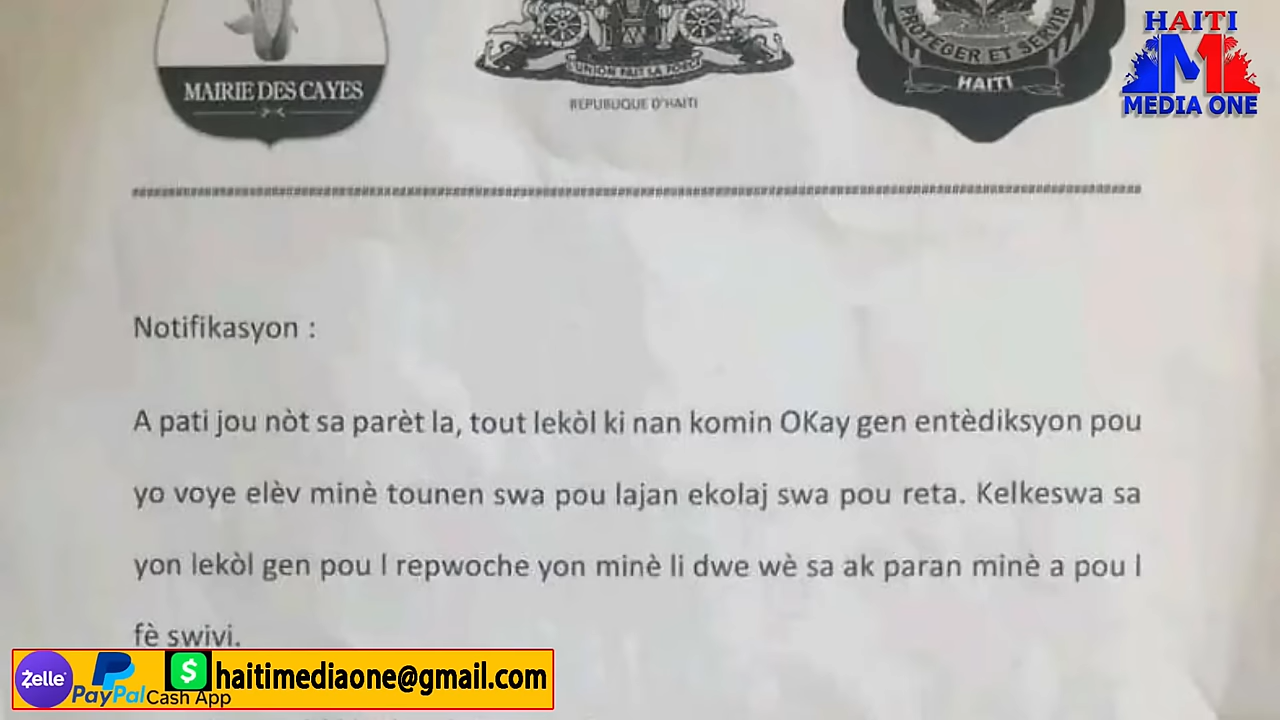 MAIRIE DES CAYES
L'UNION FAIT LA FORCE
REPUBLIQUE D'HAITI
PROTEGER ET SERVIR
HAITI
HAITI
MEDIA ONE
Notifikasyon :
A pati jou nòt sa parèt la, tout lekòl ki nan komin OKay gen entèdiksyon pou
yo voye elèv minè tounen swa pou lajan ekolaj swa pou reta. Kelkeswa sa
yon lekòl gen pou l repwoche yon minè li dwe wè sa ak paran minè a pou l
fè swivi.
Zelle
PayPal
$
Cash App
haitimediaone@gmail.com